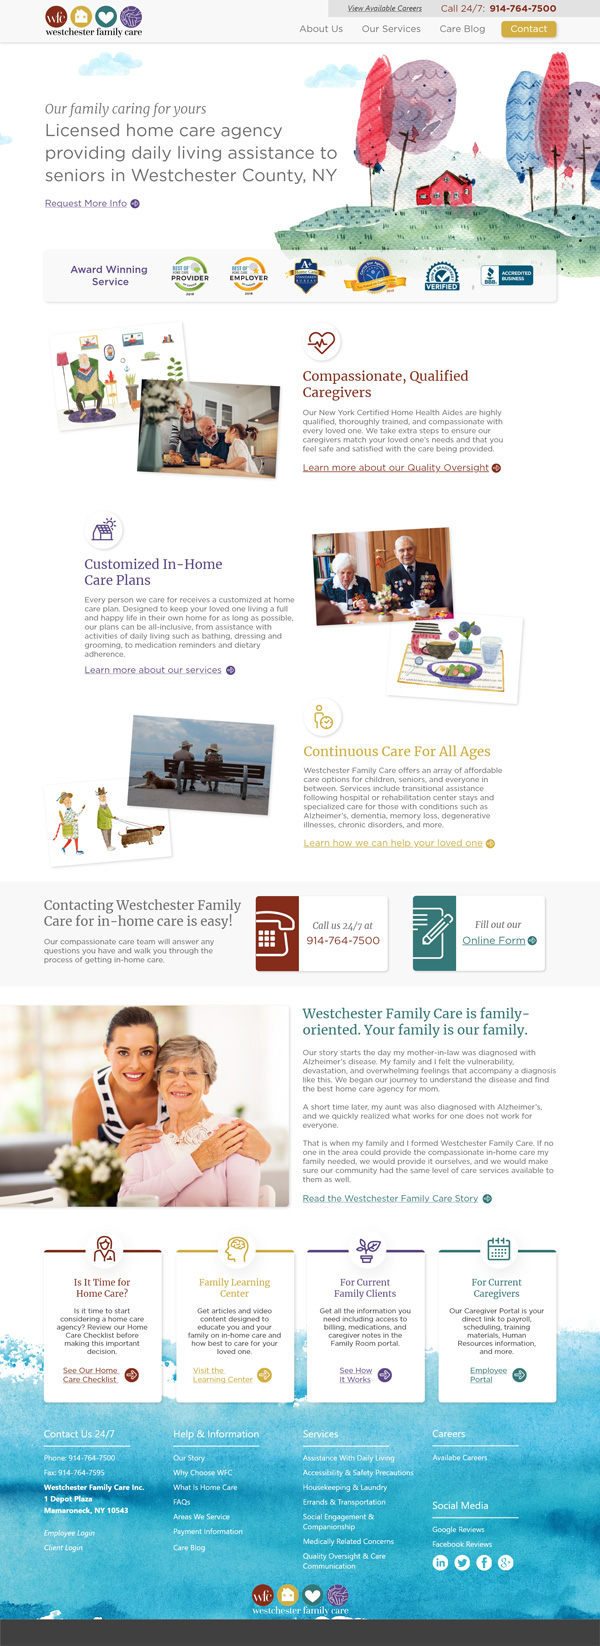 wfc
westchester family care
View Available Careers
Call 24/7: 914-764-7500
About Us
Our Services
Care Blog
Contact
Our family caring for yours
Licensed home care agency
providing daily living assistance to
seniors in Westchester County, NY
Request More Info
Award Winning
Service
BEST OF
HOME CARE
PROVIDER
2018
BEST OF
HOME CARE
EMPLOYER
2018
A+
VERIFIED
BBB
ACCREDITED
BUSINESS
Compassionate, Qualified
Caregivers
Our New York Certified Home Health Aides are highly
qualified, thoroughly trained, and compassionate with
every loved one. We take extra steps to ensure our
caregivers match your loved one's needs and that you
feel safe and satisfied with the care being provided.
Learn more about our Quality Oversight
Customized In-Home
Care Plans
Every person we care for receives a customized at home
care plan. Designed to keep your loved one living a full
and happy life in their own home for as long as possible,
our plans can be all-inclusive, from assistance with
activities of daily living such as bathing, dressing and
grooming, to medication reminders and dietary
adherence.
Learn more about our services
Continuous Care For All Ages
Westchester Family Care offers an array of affordable
care options for children, seniors, and everyone in
between. Services include transitional assistance
following hospital or rehabilitation center stays and
specialized care for those with conditions such as
Alzheimer's, dementia, memory loss, degenerative
illnesses, chronic disorders, and more.
Learn how we can help your loved one
Contacting Westchester Family
Care for in-home care is easy!
Our compassionate care team will answer any
questions you have and walk you through the
process of getting in-home care.
Call us 24/7 at
914-764-7500
Fill out our
Online Form
Westchester Family Care is family-
oriented. Your family is our family.
Our story starts the day my mother-in-law was diagnosed with
Alzheimer's disease. My family and I felt the vulnerability,
devastation, and overwhelming feelings that accompany a diagnosis
like this. We began our journey to understand the disease and find
the best home care agency for mom.
A short time later, my aunt was also diagnosed with Alzheimer's,
and we quickly realized what works for one does not work for
everyone.
That is when my family and I formed Westchester Family Care. If no
one in the area could provide the compassionate in-home care my
family needed, we would provide it ourselves, and we would make
sure our community had the same level of care services available to
them as well.
Read the Westchester Family Care Story
Is It Time for
Home Care?
Is it time to start
considering a home care
agency? Review our Home
Care Checklist before
making this important
decision.
See Our Home
Care Checklist
Family Learning
Center
Get articles and video
content designed to
educate you and your
family on in-home care and
how best to care for your
loved one.
Visit the
Learning Center
For Current
Family Clients
Get all the information you
need including access to
billing, medications, and
caregiver notes in the
Family Room portal.
See How
It Works
For Current
Caregivers
Our Caregiver Portal is your
direct link to payroll,
scheduling, training
materials, Human
Resources information,
and more.
Employee
Portal
Contact Us 24/7
Phone: 914-764-7500
Fax: 914-764-7595
Westchester Family Care Inc.
1 Depot Plaza
Mamaroneck, NY 10543
Employee Login
Client Login
Help & Information
Our Story
Why Choose WFC
What Is Home Care
FAQs
Areas We Service
Payment Information
Care Blog
Services
Assistance With Daily Living
Accessibility & Safety Precautions
Housekeeping & Laundry
Errands & Transportation
Social Engagement &
Companionship
Medically Related Concerns
Quality Oversight & Care
Communication
Careers
Availabe Careers
Social Media
Google Reviews
Facebook Reviews
wfc
westchester family care